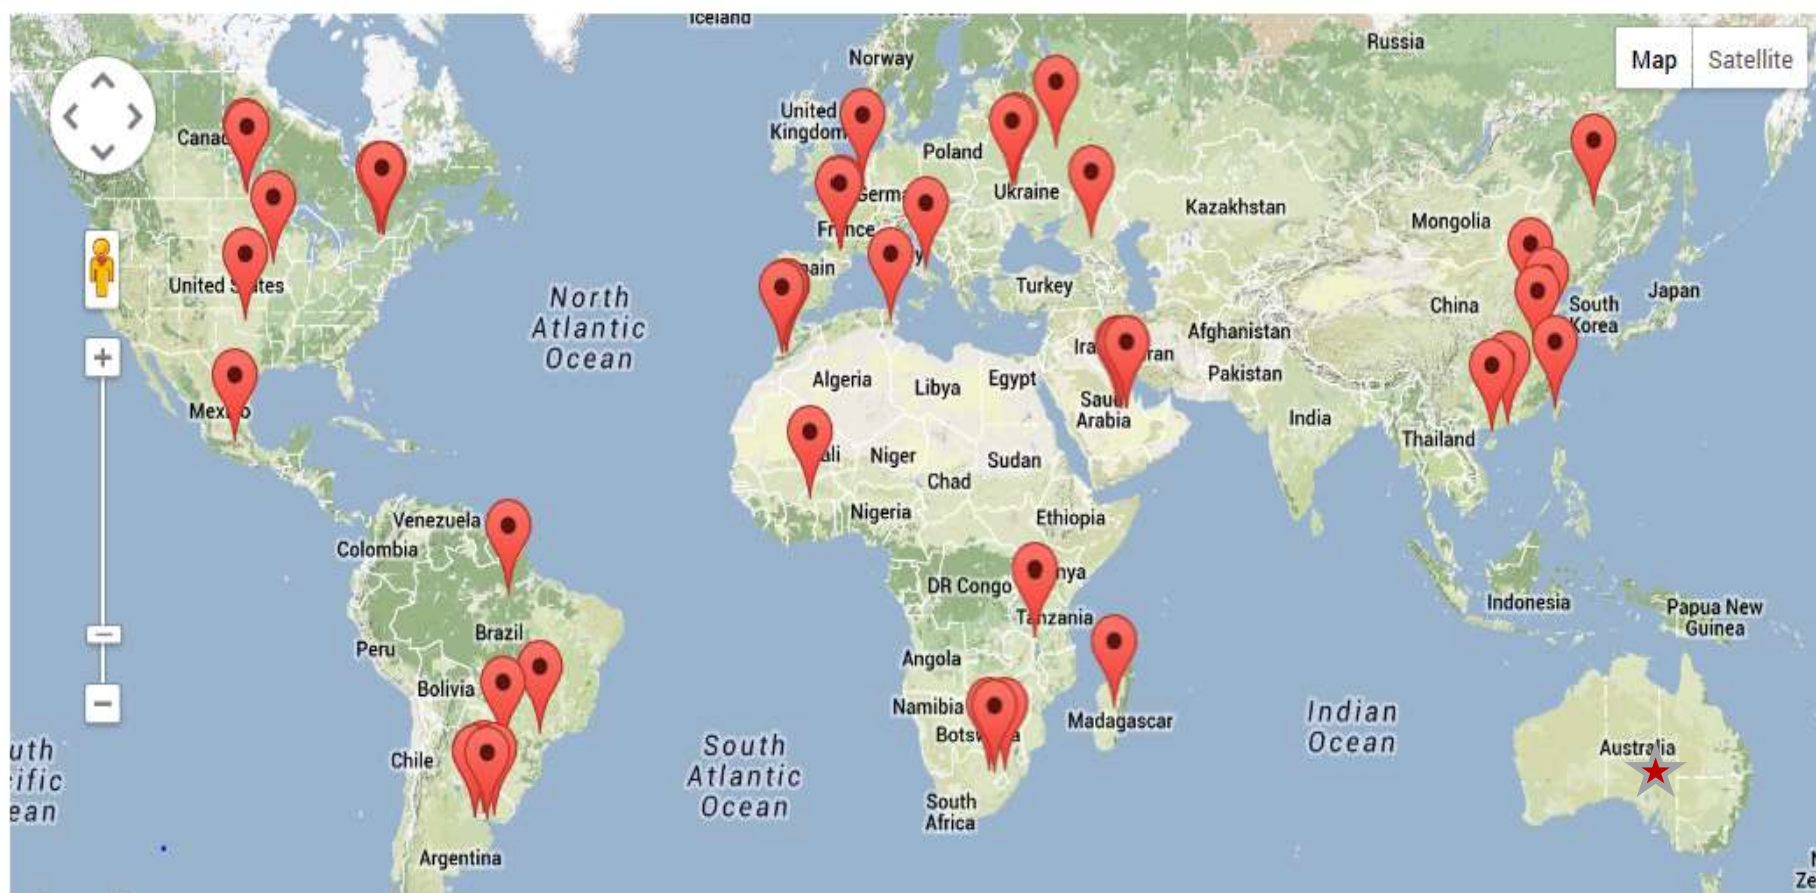 Iceland
Russia
Norway
Map
Satellite
United
Kingdom
Poland
Ukraine
Kazakhstan
Mongolia
Turkey
China
South
Korea
Japan
Afghanistan
Pakistan
North
Atlantic
Ocean
Algeria
Libya
Egypt
Saudi
Arabia
India
Thailand
Niger
Sudan
Chad
Nigeria
Ethiopia
Venezuela
Colombia
DR Congo
Tanzania
Indonesia
Papua New
Guinea
Brazil
Peru
Angola
Bolivia
Namibia
Madagascar
Indian
Ocean
South
Atlantic
Ocean
Chile
Australia
South
Africa
Argentina
United States
Mexico
France